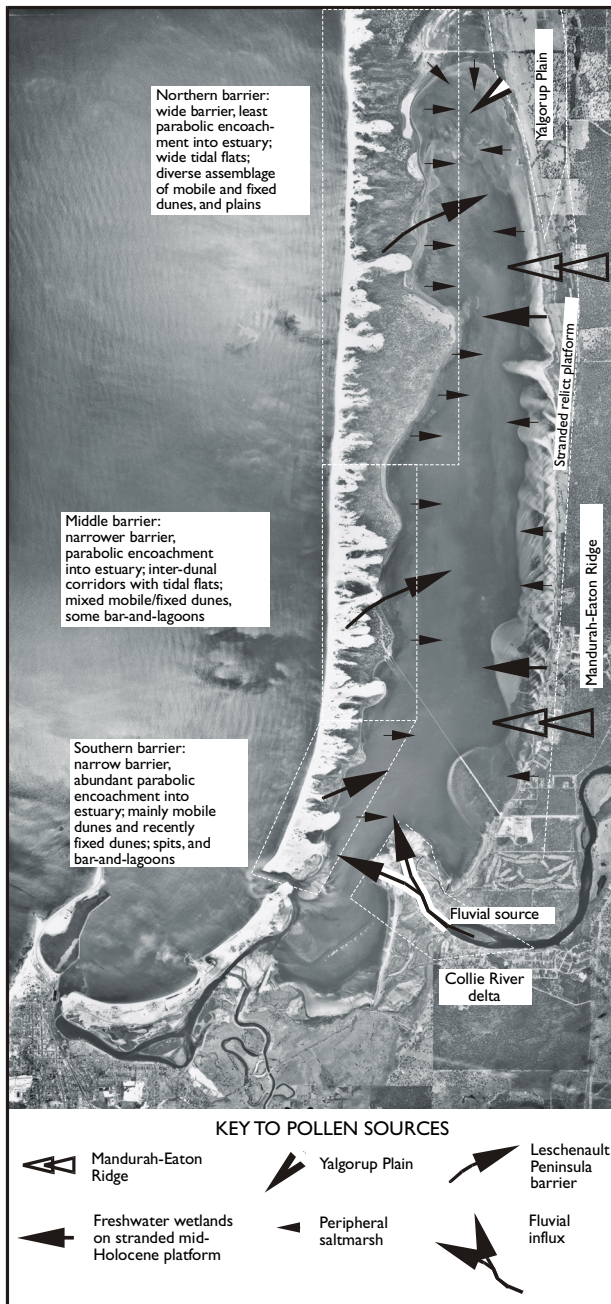 Northern barrier:
wide barrier, least
parabolic encoachment
into estuary;
wide tidal flats;
diverse assemblage
of mobile and fixed
dunes, and plains
Yalgorup Plain
Stranded relict platform
Middle barrier:
narrower barrier,
parabolic encoachment
into estuary; inter-dunal
corridors with tidal flats;
mixed mobile/fixed dunes,
some bar-and-lagoons
Mandurah-Eaton Ridge
Southern barrier:
narrow barrier,
abundant parabolic
encoachment into
estuary; mainly mobile
dunes and recently
fixed dunes; spits, and
bar-and-lagoons
Fluvial source
Collie River
delta
KEY TO POLLEN SOURCES
Mandurah-Eaton
Ridge
Yalgorup Plain
Leschenault
Peninsula
barrier
Freshwater wetlands
on stranded mid-
Holocene platform
Peripheral
saltmarsh
Fluvial
influx